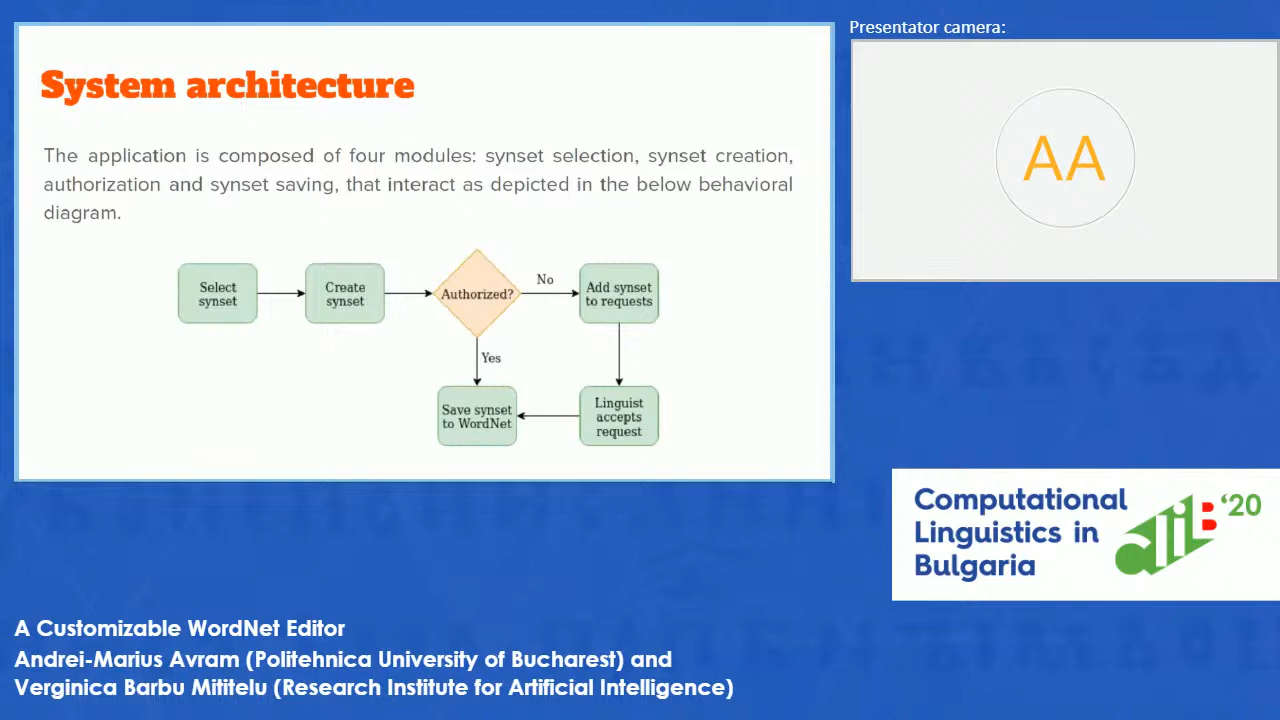 System architecture
The application is composed of four modules: synset selection, synset creation,
authorization and synset saving, that interact as depicted in the below behavioral
diagram.
Select
synset
Create
synset
Authorized?
No
Add synset
to requests
Yes
Save synset
to WordNet
Linguist
accepts
request
Presentator camera:
AA
Computational
Linguistics in
Bulgaria
clib '20
A Customizable WordNet Editor
Andrei-Marius Avram (Politehnica University of Bucharest) and
Verginica Barbu Mititelu (Research Institute for Artificial Intelligence)